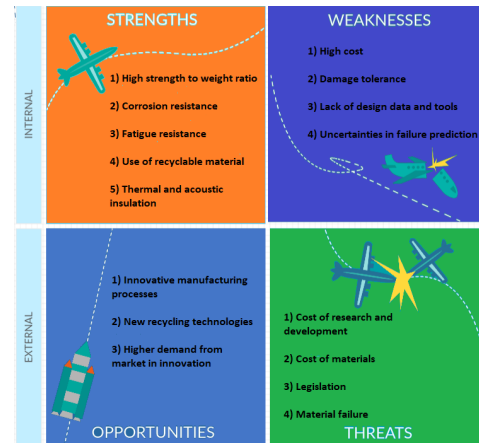 STRENGTHS
1) High strength to weight ratio
2) Corrosion resistance
3) Fatigue resistance
4) Use of recyclable material
5) Thermal and acoustic
insulation
WEAKNESSES
1) High cost
2) Damage tolerance
3) Lack of design data and tools
4) Uncertainties in failure prediction
INTERNAL
1) Innovative manufacturing
processes
2) New recycling technologies
3) Higher demand from
market in innovation
OPPORTUNITIES
1) Cost of research and
development
2) Cost of materials
3) Legislation
4) Material failure
THREATS
EXTERNAL